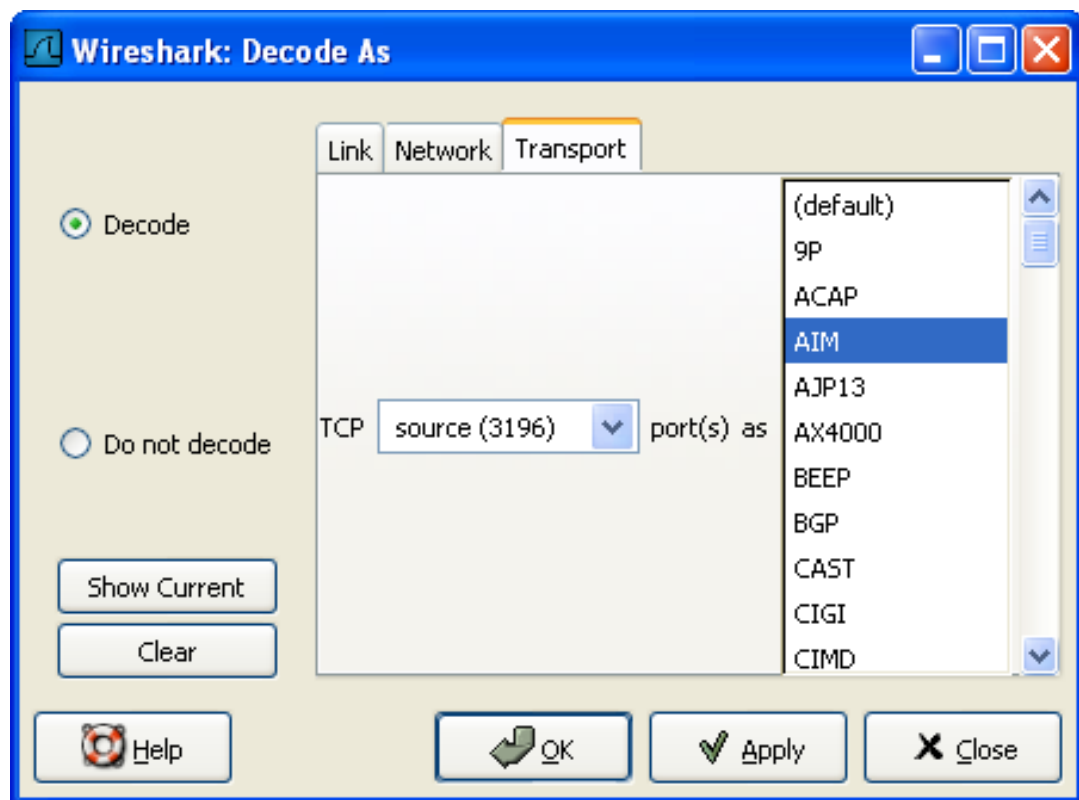 Wireshark: Decode As
Link Network Transport
Decode
Do not decode
TCP source (3196) port(s) as
(default)
9P
ACAP
AIM
AJP13
AX4000
BEEP
BGP
CAST
CIGI
CIMD
Show Current
Clear
Help OK Apply Close